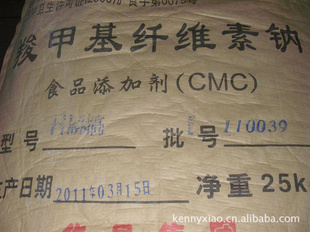 羧甲基纤维素钠
食品添加剂(CMC)
型号 批号 110039
生产日期 2011年03月15日 净重25k
kennyxiao.cn.alibaba.com